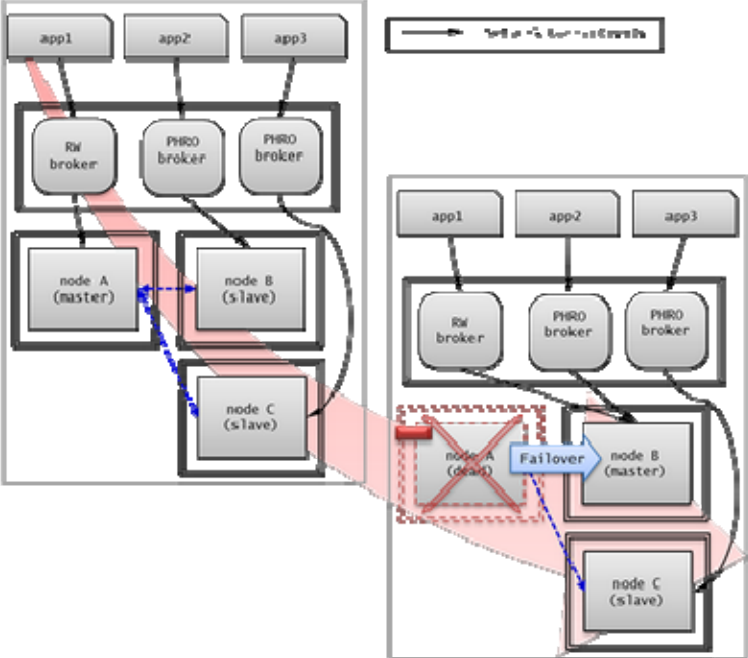 app1
app2
app3
RW
broker
PHRO
broker
PHRO
broker
node A
(master)
node B
(slave)
node C
(slave)
app1
app2
app3
RW
broker
PHRO
broker
PHRO
broker
node A
(dead)
Failover
node B
(master)
node C
(slave)